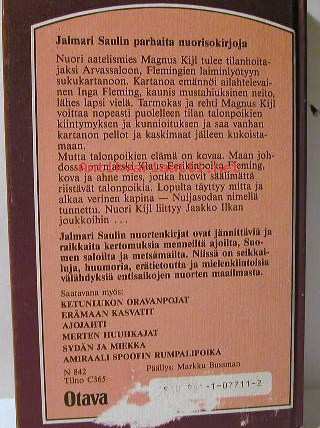 Jalmari Saulin parhaita nuorisokirjoja
Nuori aatelismies Magnus Kijl tulee tilanhoita-
jaksi Arvassaloon, Flemingien laiminlyötyyn
sukukartanoon. Kartanoa emännöi ailahtelevai-
nen Inga Fleming, kaunis mustahiuksinen neito,
lähes lapsi vielä. Tarmokas ja rehti Magnus Kijl
voittaa nopeasti puolelleen tilan talonpoikien
kiintymyksen ja kunnioituksen ja saa vanhan
kartanon pellot ja kaskimaat jälleen kukoista-
maan.
Mutta talonpoikien elämä on kovaa. Maan joh-
dossa on mahtava Klaus Eerikinpoika Fleming,
kova ja ahne mies, jonka huovit säälimättä
riistävät talonpoikia. Lopulta täyttyy mitta ja
alkaa verinen kapina — Nuijasodan nimellä
tunnettu. Nuori Kijl liittyy Jaakko Ilkan
joukkoihin . . .
Jalmari Saulin nuortenkirjat ovat jännittäviä ja
raikkaita kertomuksia menneiltä ajoilta, Suo-
men saloilta ja metsämailta. Niissä on seikkai-
luja, huumoria, erätietoutta ja mielenkiintoisia
välähdyksiä entisaikojen nuorten maailmasta.
Saatavana myös:
KETUNLUKON ORAVANPOJAT
ERÄMAAN KASVATIT
AJOJAHTI
MERTEN HUUHKAJAT
SYDÄN JA MIEKKA
AMIRAALI SPOOFIN RUMPALIPOIKA
N 842
Päällys: Markku Bussman
Tilno C365
Otava
-1-07711-2